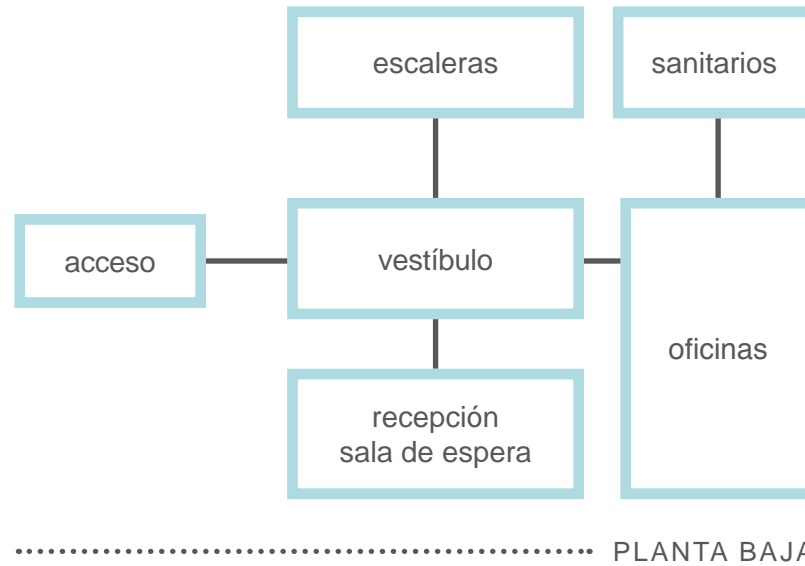 escaleras
sanitarios
acceso
vestíbulo
oficinas
recepción
sala de espera
PLANTA BAJA